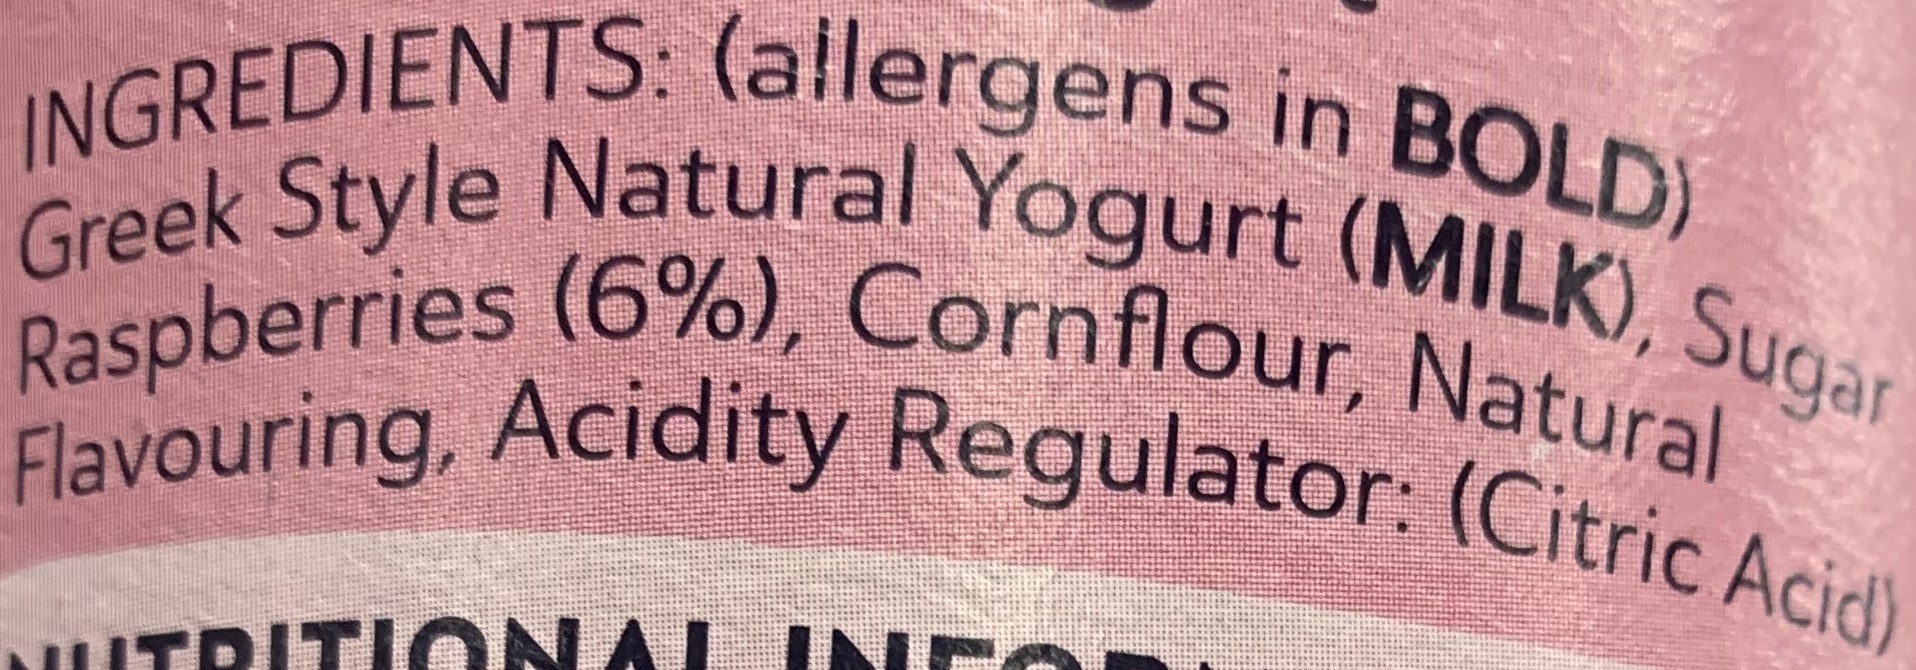 INGREDIENTS: (allergens in BOLD)
Greek Style Natural Yogurt (MILK), Sugar
Raspberries (6%), Cornflour, Natural
Flavouring, Acidity Regulator: (Citric Acid)
NUTRITIONAL